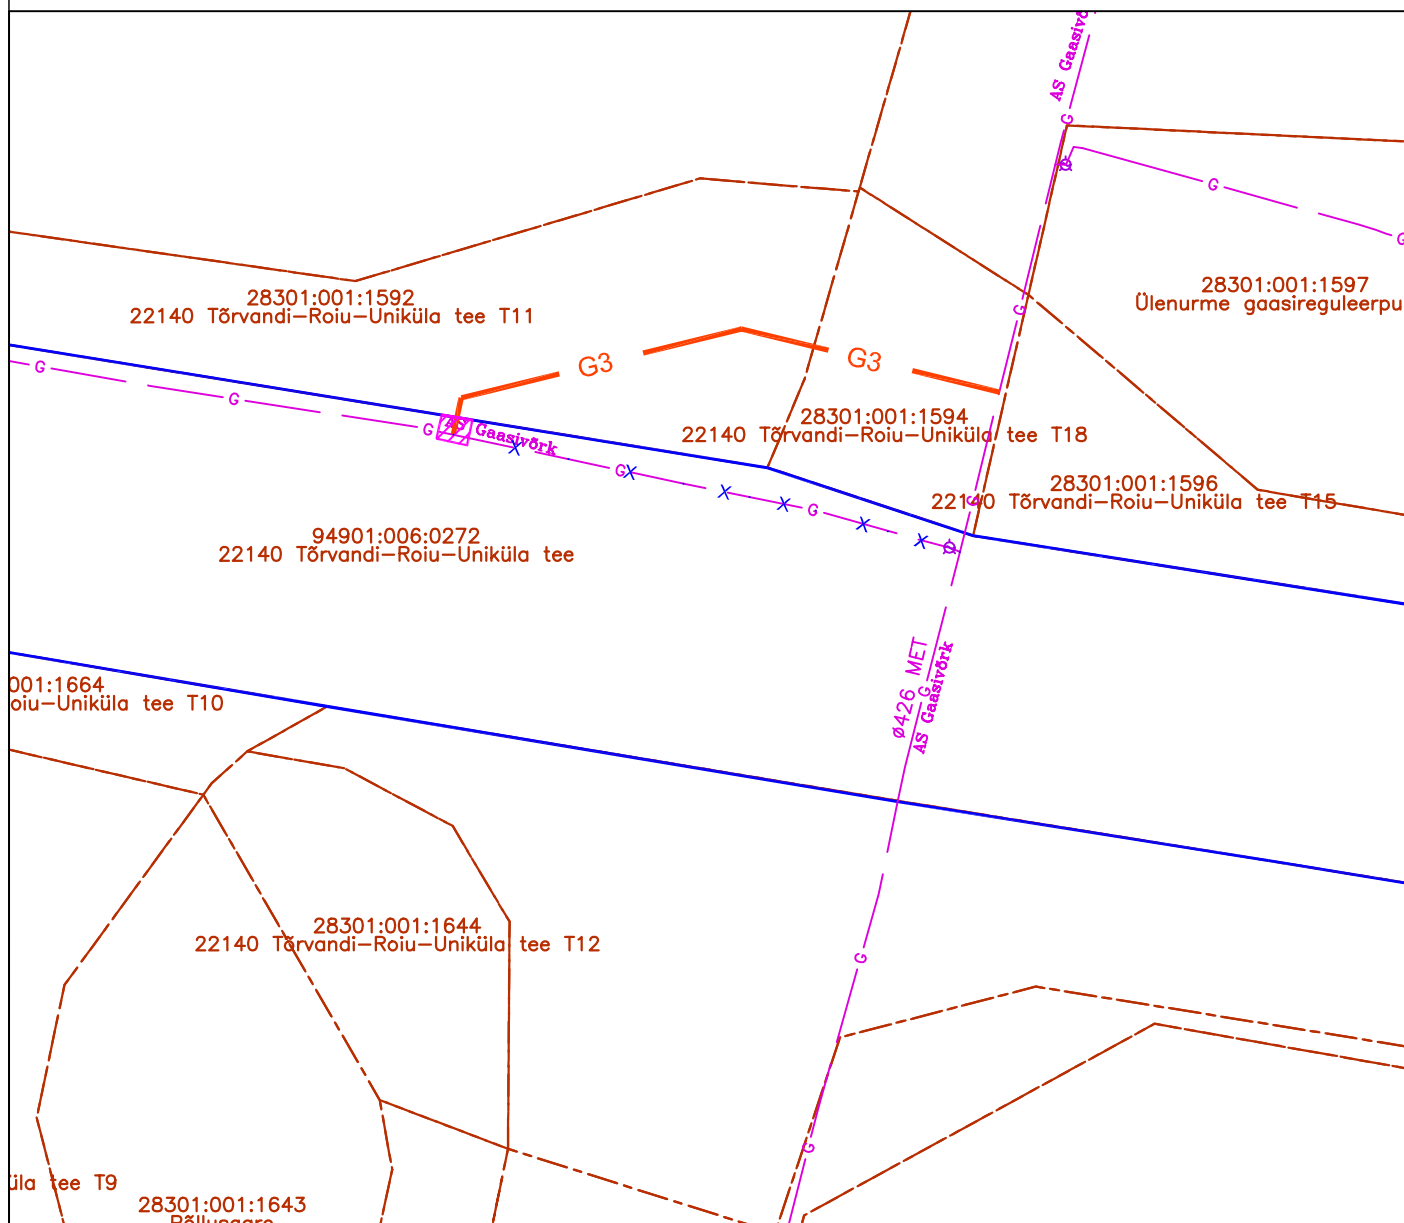 AS Gaasivõ
G
G
G
28301:001:1597
Ülenurme gaasireguleerpu
28301:001:1592
22140 Tõrvandi-Roiu-Uniküla tee T11
G
G3
G3
G
G
28301:001:1594
22140 Tõrvandi-Roiu-Uniküla tee T18
G
AS Gaasivõrk
G
28301:001:1596
22140 Tõrvandi-Roiu-Uniküla tee T15
G
G
94901:006:0272
22140 Tõrvandi-Roiu-Uniküla tee
ø426 MET
AS Gaasivõrk
G
001:1664
oiu-Uniküla tee T10
28301:001:1644
22140 Tõrvandi-Roiu-Uniküla tee T12
G
G
üla tee T9
28301:001:1643